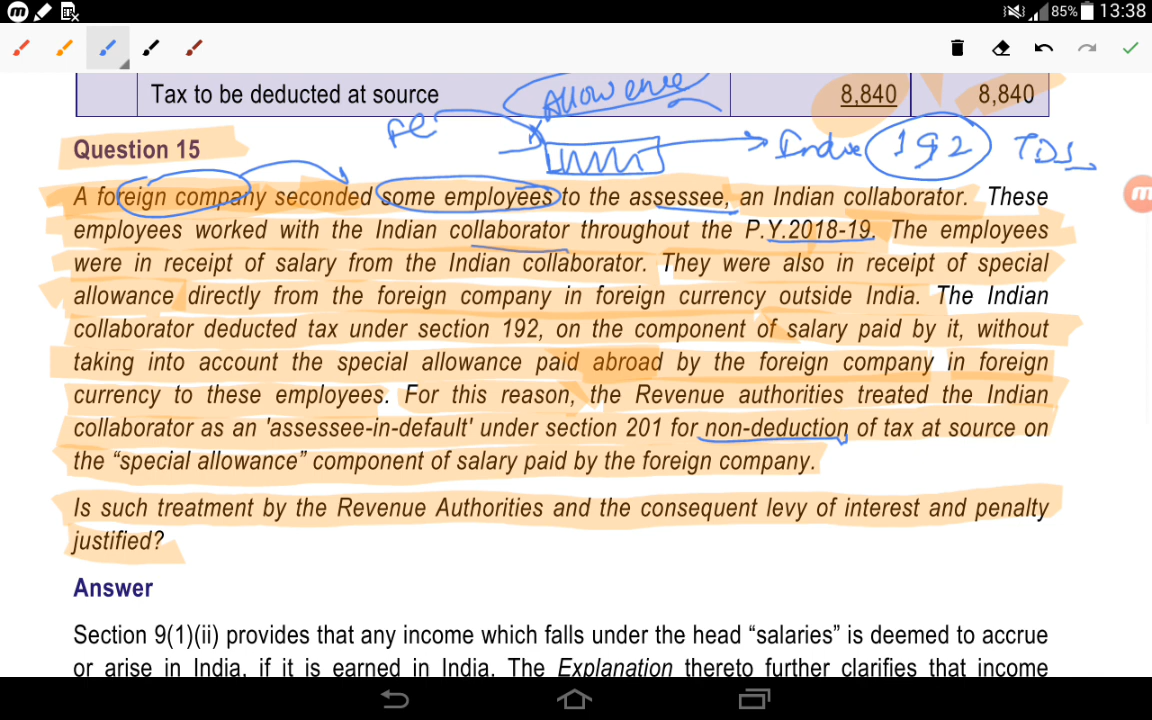 85% 13:38
Tax to be deducted at source 8,840 8,840
Allowence
FC
India 192 TDS
Question 15
A foreign company seconded some employees to the assessee, an Indian collaborator. These
employees worked with the Indian collaborator throughout the P.Y.2018-19. The employees
were in receipt of salary from the Indian collaborator. They were also in receipt of special
allowance directly from the foreign company in foreign currency outside India. The Indian
collaborator deducted tax under section 192, on the component of salary paid by it, without
taking into account the special allowance paid abroad by the foreign company in foreign
currency to these employees. For this reason, the Revenue authorities treated the Indian
collaborator as an 'assessee-in-default' under section 201 for non-deduction of tax at source on
the “special allowance” component of salary paid by the foreign company.
Is such treatment by the Revenue Authorities and the consequent levy of interest and penalty
justified?
Answer
Section 9(1)(ii) provides that any income which falls under the head “salaries” is deemed to accrue
or arise in India, if it is earned in India. The Explanation thereto further clarifies that income